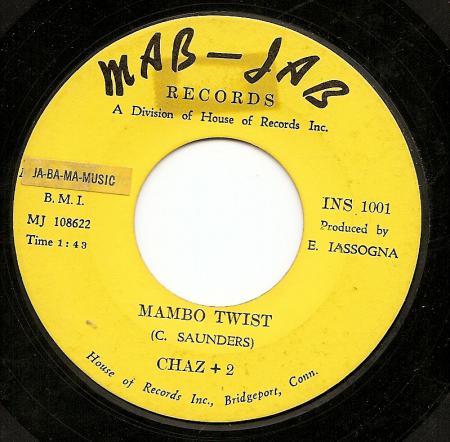 MAB-JAB
RECORDS
A Division of House of Records Inc.
JA-BA-MA-MUSIC
B. M. I.
MJ 108622
Time 1:43
INS 1001
Produced by
E. IASSOGNA
MAMBO TWIST
(C. SAUNDERS)
CHAZ + 2
House of Records Inc., Bridgeport, Conn.